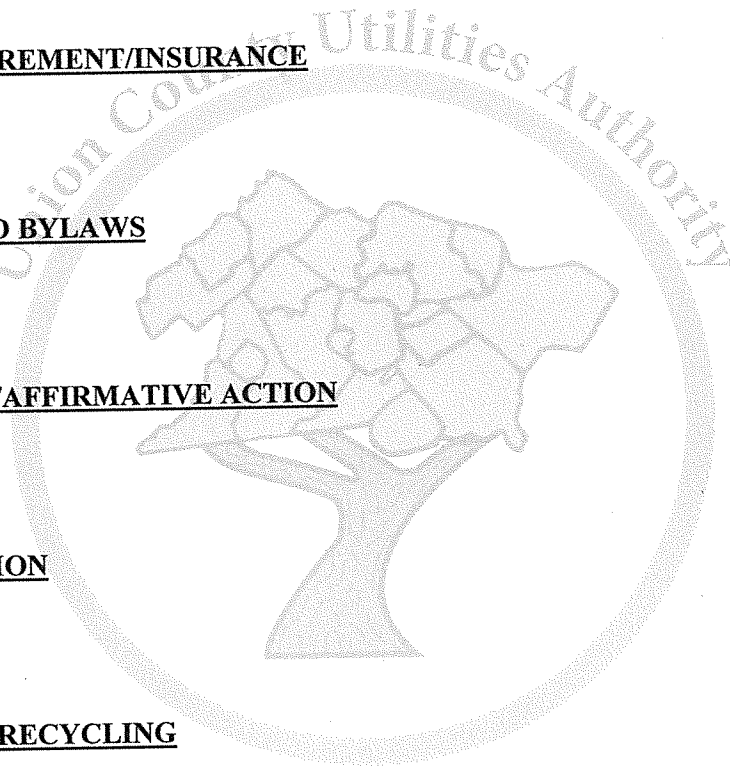 Union County Utilities Authority
REMENT/INSURANCE
D BYLAWS
/AFFIRMATIVE ACTION
ION
RECYCLING